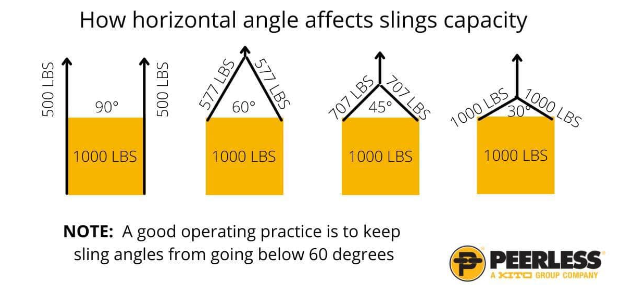 How horizontal angle affects slings capacity
500 LBS
90°
500 LBS
1000 LBS
577 LBS
577 LBS
60°
1000 LBS
707 LBS
707 LBS
45°
1000 LBS
1000 LBS
1000 LBS
30°
1000 LBS
NOTE: A good operating practice is to keep
sling angles from going below 60 degrees
PEERLESS
A KITO GROUP COMPANY